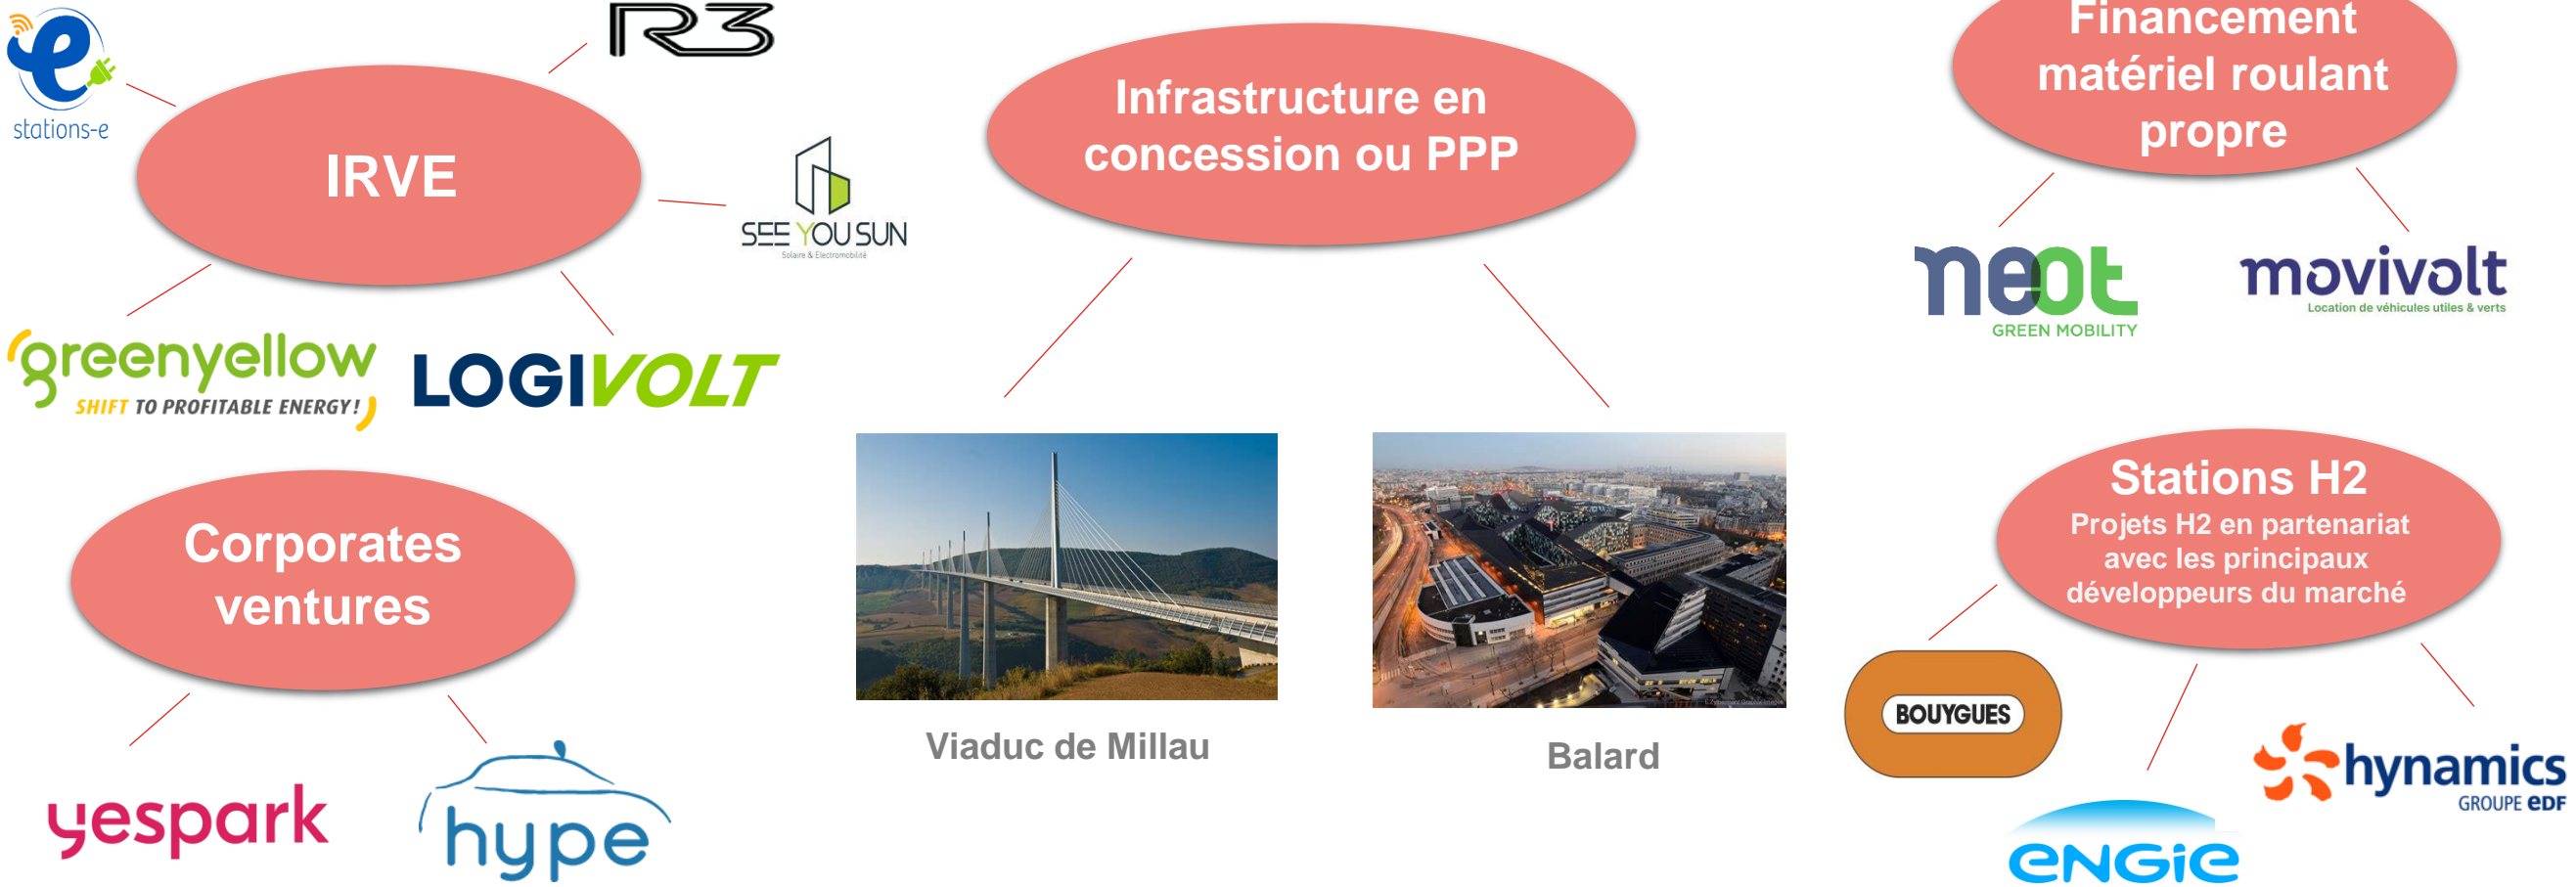 stations-e
R3
IRVE
SEE YOU SUN
Solaire & Electromobilité
greenyellow
SHIFT TO PROFITABLE ENERGY!
LOGIVOLT
Corporates
ventures
yespark
hype
Infrastructure en
concession ou PPP
Viaduc de Millau
Balard
Financement
matériel roulant
propre
neot
GREEN MOBILITY
movivolt
Location de véhicules utiles & verts
Stations H2
Projets H2 en partenariat
avec les principaux
développeurs du marché
BOUYGUES
ENGIE
hynamics
GROUPE EDF